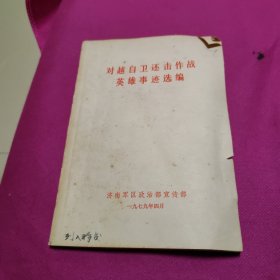 对越自卫还击作战
英雄事迹选编
济南军区政治部宣传部
一九七九年四月